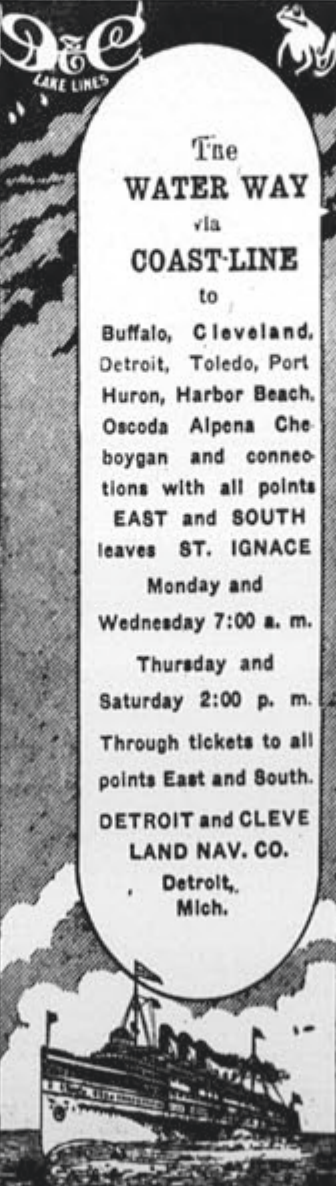 D & C
LAKE LINES
The
WATER WAY
via
COAST-LINE
to
Buffalo, Cleveland,
Detroit, Toledo, Port
Huron, Harbor Beach,
Oscoda Alpena Che
boygan and connec-
tions with all points
EAST and SOUTH
leaves ST. IGNACE
Monday and
Wednesday 7:00 a. m.
Thursday and
Saturday 2:00 p. m.
Through tickets to all
points East and South.
DETROIT and CLEVE
LAND NAV. CO.
Detroit,
Mich.